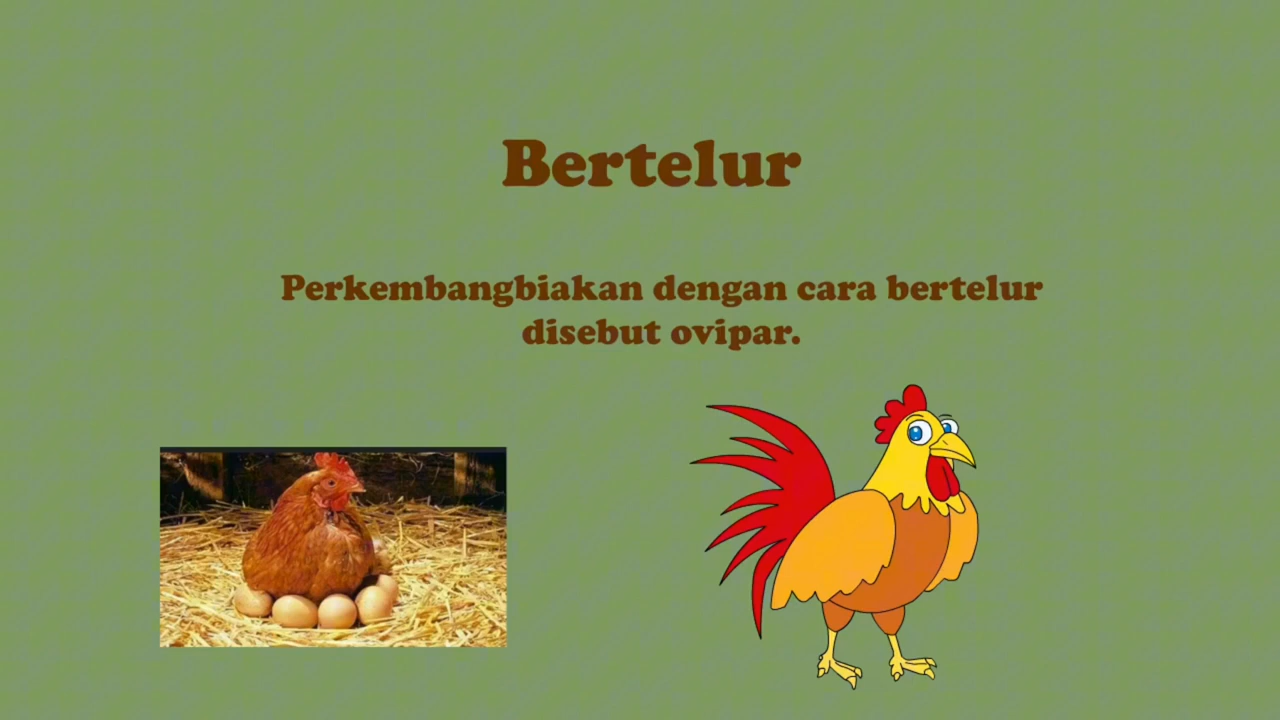 Bertelur
Perkembangbiakan dengan cara bertelur
disebut ovipar.